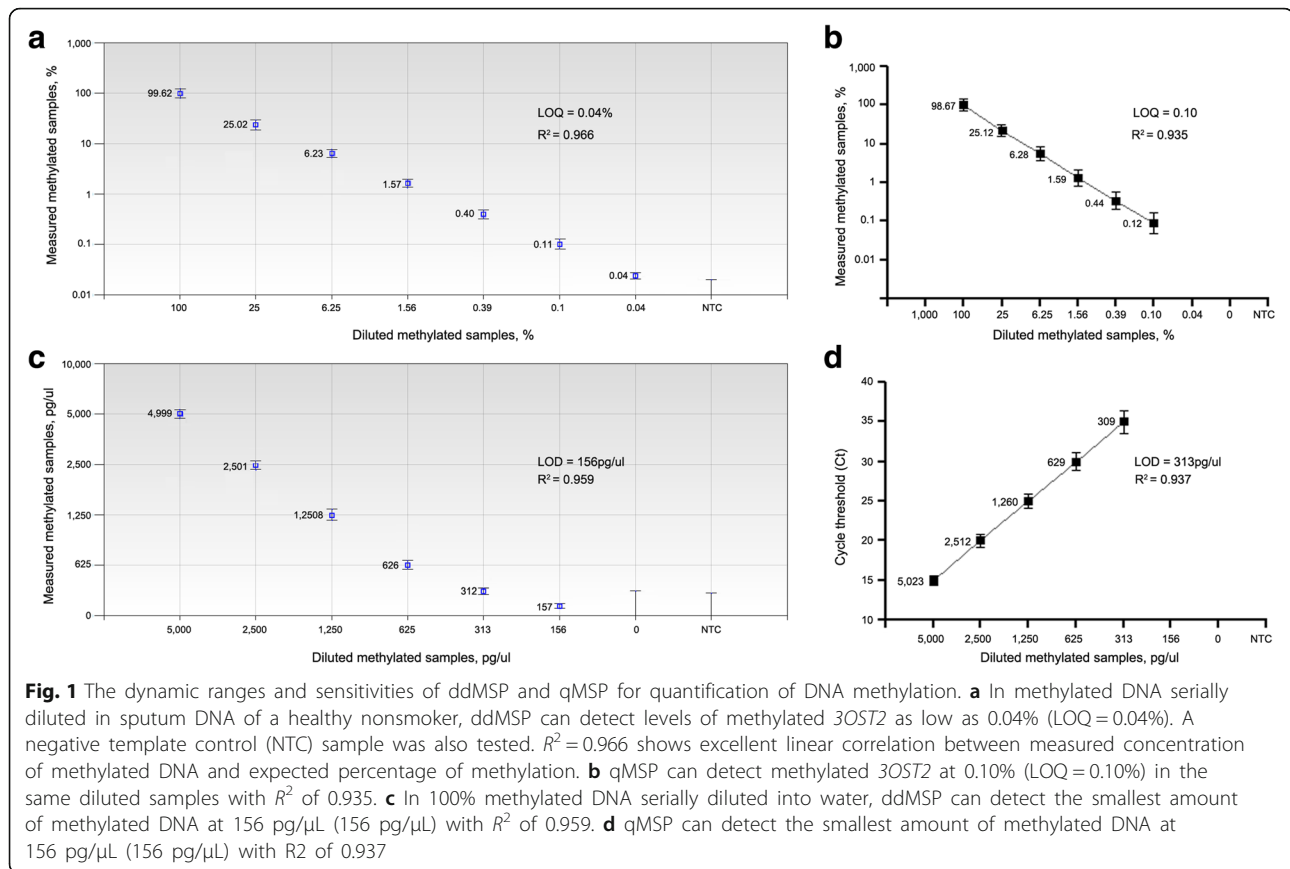 a
Measured methylated samples, %
1,000
100
10
1
0.1
0.01
99.62
25.02
6.23
1.57
0.40
0.11
0.04
LOQ = 0.04%
R² = 0.966
100 25 6.25 1.56 0.39 0.1 0.04 NTC
Diluted methylated samples, %
b
Measured methylated samples, %
1,000
100
10
1
0.1
0.01
98.67
25.12
6.28
1.59
0.44
0.12
LOQ = 0.10
R² = 0.935
1,000 100 25 6.25 1.56 0.39 0.10 0.04 0 NTC
Diluted methylated samples, %
c
Measured methylated samples, pg/ul
10,000
5,000
2,500
1,250
625
0
4,999
2,501
1,2508
626
312
157
LOD = 156pg/ul
R² = 0.959
5,000 2,500 1,250 625 313 156 0 NTC
Diluted methylated samples, pg/ul
d
Cycle threshold (Ct)
40
35
30
25
20
15
10
309
629
1,260
2,512
5,023
LOD = 313pg/ul
R² = 0.937
5,000 2,500 1,250 625 313 156 0 NTC
Diluted methylated samples, pg/ul
Fig. 1 The dynamic ranges and sensitivities of ddMSP and qMSP for quantification of DNA methylation. a In methylated DNA serially
diluted in sputum DNA of a healthy nonsmoker, ddMSP can detect levels of methylated 3OST2 as low as 0.04% (LOQ = 0.04%). A
negative template control (NTC) sample was also tested. R² = 0.966 shows excellent linear correlation between measured concentration
of methylated DNA and expected percentage of methylation. b qMSP can detect methylated 3OST2 at 0.10% (LOQ = 0.10%) in the
same diluted samples with R² of 0.935. c In 100% methylated DNA serially diluted into water, ddMSP can detect the smallest amount
of methylated DNA at 156 pg/μL (156 pg/μL) with R² of 0.959. d qMSP can detect the smallest amount of methylated DNA at
156 pg/μL (156 pg/μL) with R2 of 0.937